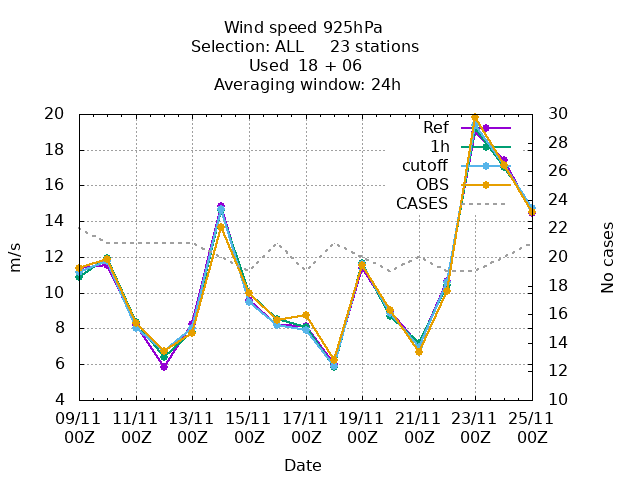 Wind speed 925hPa
Selection: ALL 23 stations
Used 18 + 06
Averaging window: 24h
20 30
18 28
16 26
14 24
12 22
10 20
8 18
6 16
4 14
12
10
Ref
1h
cutoff
OBS
CASES
m/s
No cases
09/11 11/11 13/11 15/11 17/11 19/11 21/11 23/11 25/11
00Z 00Z 00Z 00Z 00Z 00Z 00Z 00Z 00Z
Date